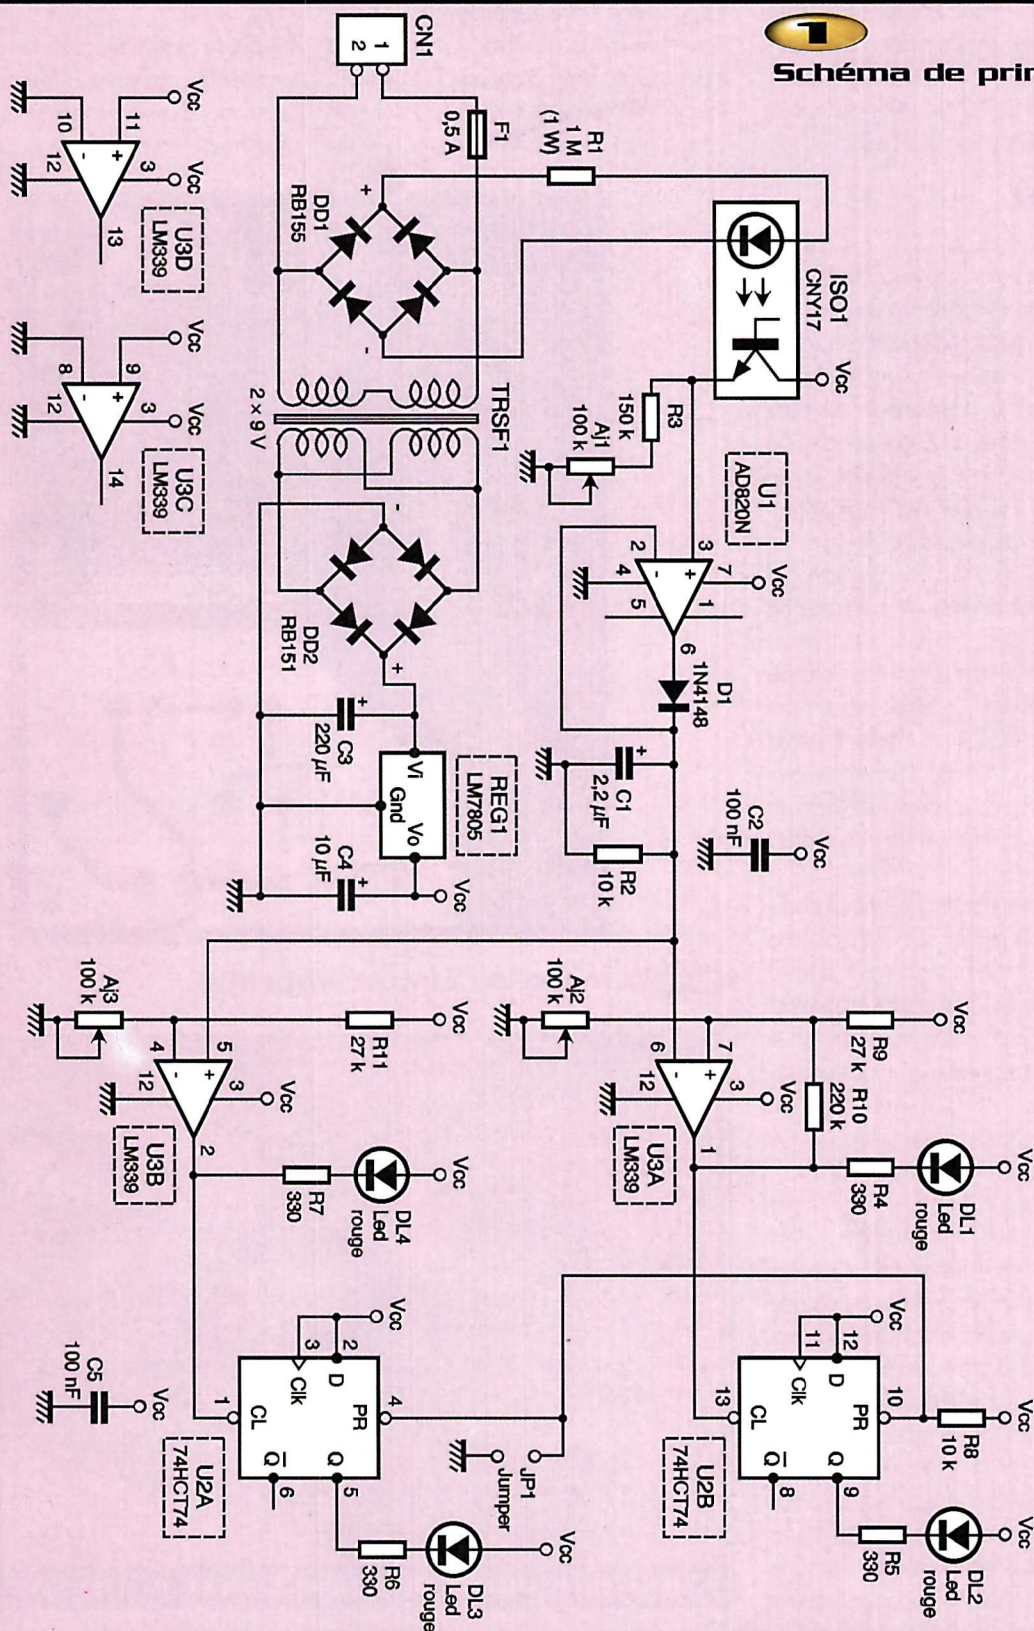 1
Schéma de prin
CN1
1
2
F1
0,5 A
R1
1 M
(1 W)
ISO1
CNY17
Vcc
DD1
RB155
+
-
TRSF1
2 × 9 V
R3
150 k
Aj1
100 k
U1
AD820N
Vcc
3
2
7
1
4
5
6
+
-
D1
1N4148
C1
2,2 µF
+
R2
10 k
C2
100 nF
Vcc
DD2
RB151
-
+
C3
220 µF
+
REG1
LM7805
Vi
Vo
Gnd
C4
10 µF
+
Vcc
Vcc
Vcc
11
10
3
12
13
+
-
U3D
LM339
Vcc
Vcc
9
8
3
12
14
+
-
U3C
LM339
Vcc
R9
27 k
R10
220 k
Aj2
100 k
Vcc
7
6
3
12
1
+
-
U3A
LM339
Vcc
DL1
Led
rouge
R4
330
Vcc
R11
27 k
Aj3
100 k
Vcc
5
4
3
12
2
+
-
U3B
LM339
Vcc
DL4
Led
rouge
R7
330
Vcc
R8
10 k
Vcc
12
11
10
13
9
8
D
Clk
PR
CL
Q
Q̅
U2B
74HCT74
Vcc
DL2
Led
rouge
R5
330
JP1
Jumper
Vcc
2
3
4
1
5
6
D
Clk
PR
CL
Q
Q̅
U2A
74HCT74
Vcc
DL3
Led
rouge
R6
330
Vcc
C5
100 nF